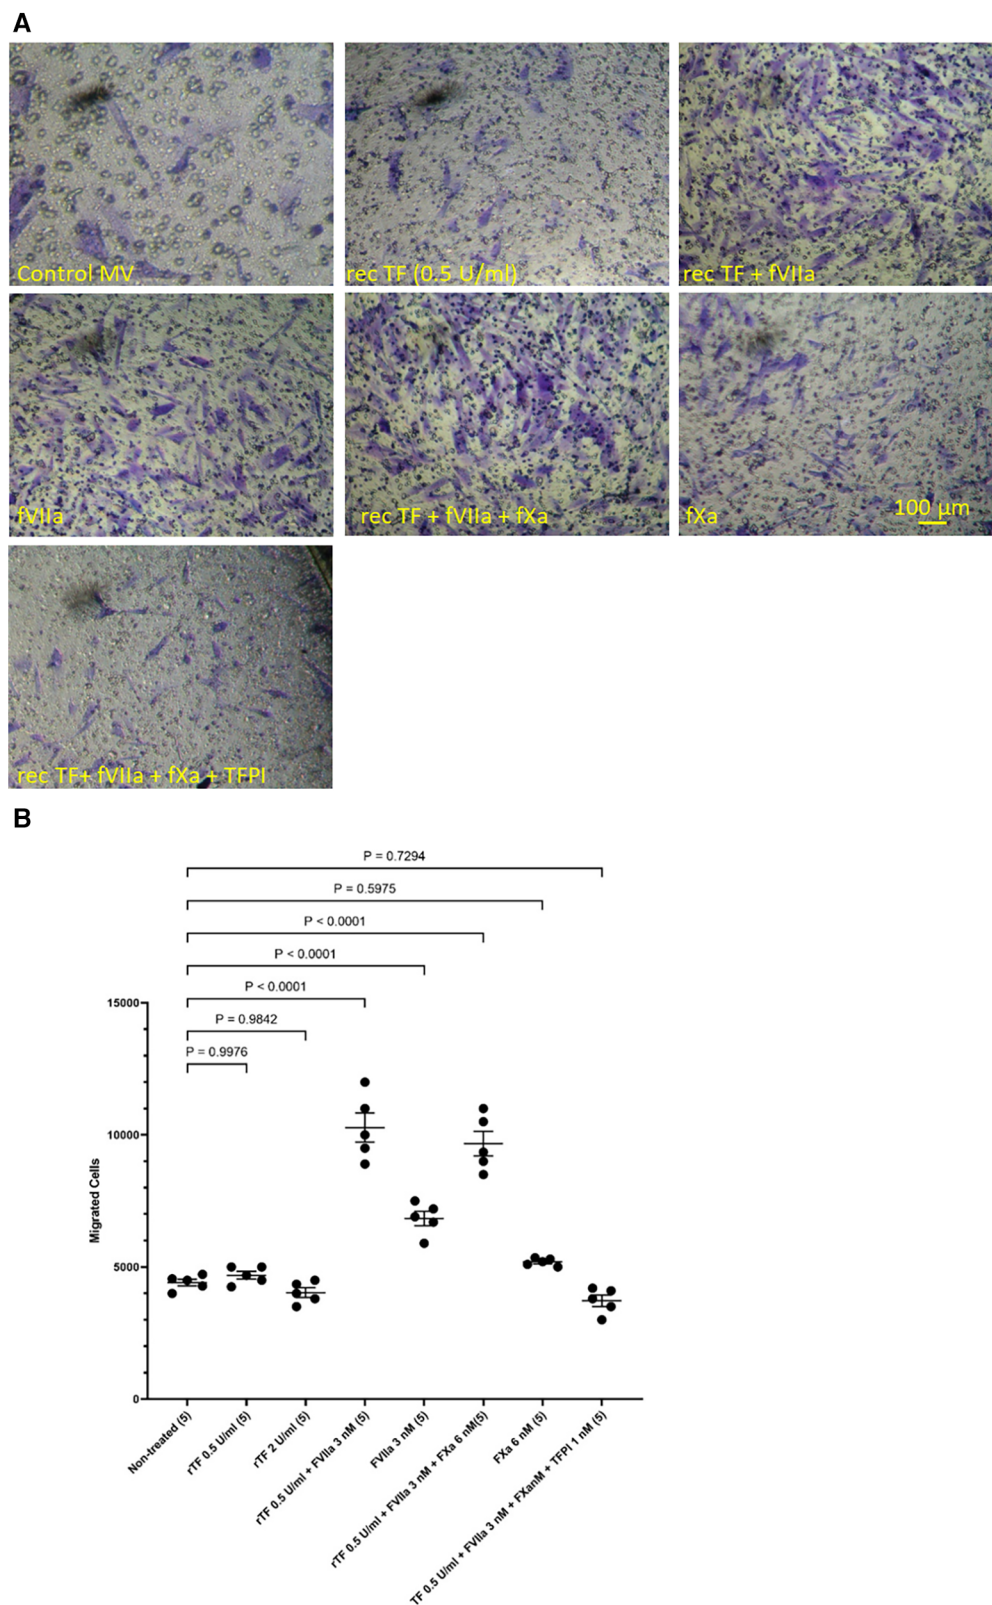 A
Control MV
rec TF (0.5 U/ml)
rec TF + fVIIa
fVIIa
rec TF + fVIIa + fXa
fXa
100 µm
rec TF+ fVIIa + fXa + TFPI
B
P = 0.7294
P = 0.5975
P < 0.0001
P < 0.0001
P < 0.0001
P = 0.9842
P = 0.9976
15000
10000
5000
0
Migrated Cells
Non-treated (5)
rTF 0.5 U/ml (5)
rTF 2 U/ml (5)
rTF 0.5 U/ml + FVIIa 3 nM (5)
FVIIa 3 nM (5)
rTF 0.5 U/ml + FVIIa 3 nM + FXa 6 nM(5)
FXa 6 nM (5)
TF 0.5 U/ml + FVIIa 3 nM + FXanM + TFPI 1 nM (5)